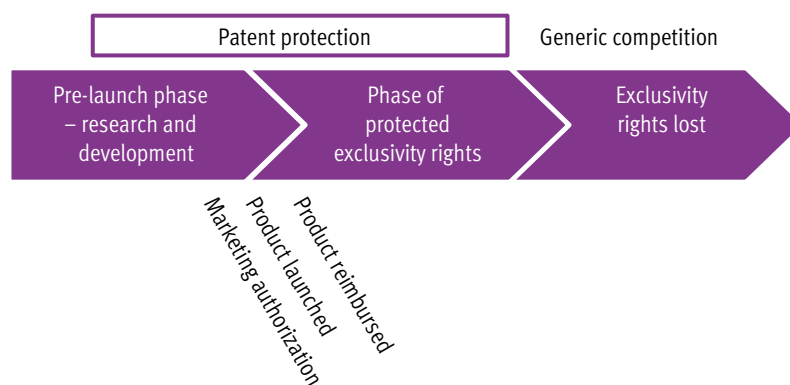 Patent protection
Generic competition
Pre-launch phase
– research and
development
Phase of
protected
exclusivity rights
Exclusivity
rights lost
Marketing authorization
Product launched
Product reimbursed